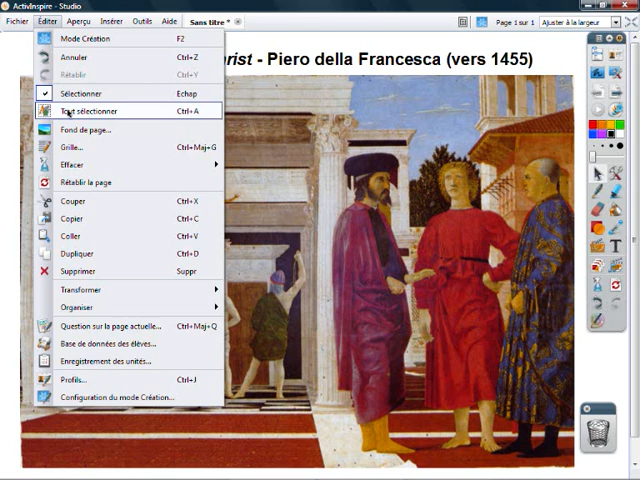 ActivInspire - Studio
Fichier Éditer Aperçu Insérer Outils Aide Sans titre * Page 1 sur 1 Ajuster à la largeur
Mode Création F2
rist - Piero della Francesca (vers 1455)
Annuler Ctrl+Z
Rétablir Ctrl+Y
Sélectionner Echap
Tout sélectionner Ctrl+A
Fond de page...
Grille... Ctrl+Maj+G
Effacer
Rétablir la page
Couper Ctrl+X
Copier Ctrl+C
Coller Ctrl+V
Dupliquer Ctrl+D
Supprimer Suppr
Transformer
Organiser
Question sur la page actuelle... Ctrl+Maj+Q
Base de données des élèves...
Enregistrement des unités...
Profils... Ctrl+J
Configuration du mode Création...